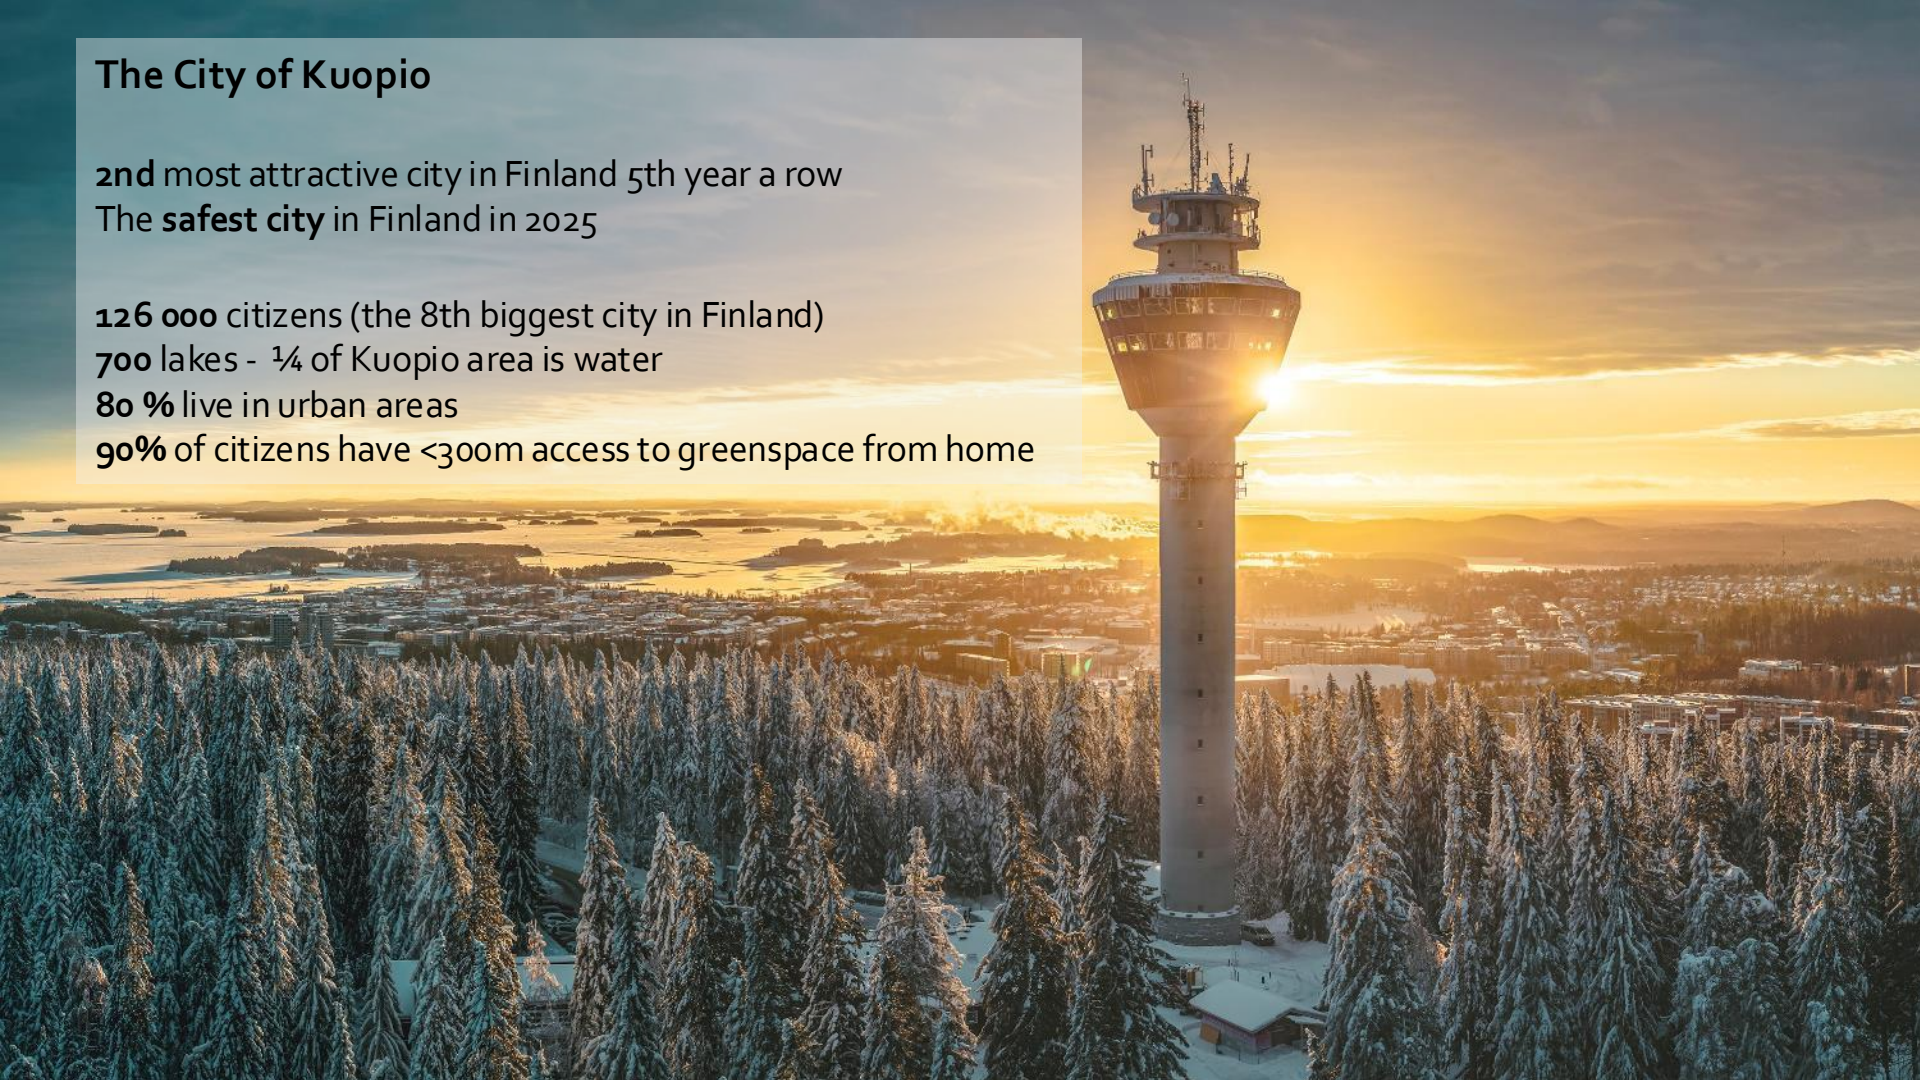 The City of Kuopio
2nd most attractive city in Finland 5th year a row
The safest city in Finland in 2025
126 000 citizens (the 8th biggest city in Finland)
700 lakes - ¼ of Kuopio area is water
80 % live in urban areas
90% of citizens have <300m access to greenspace from home